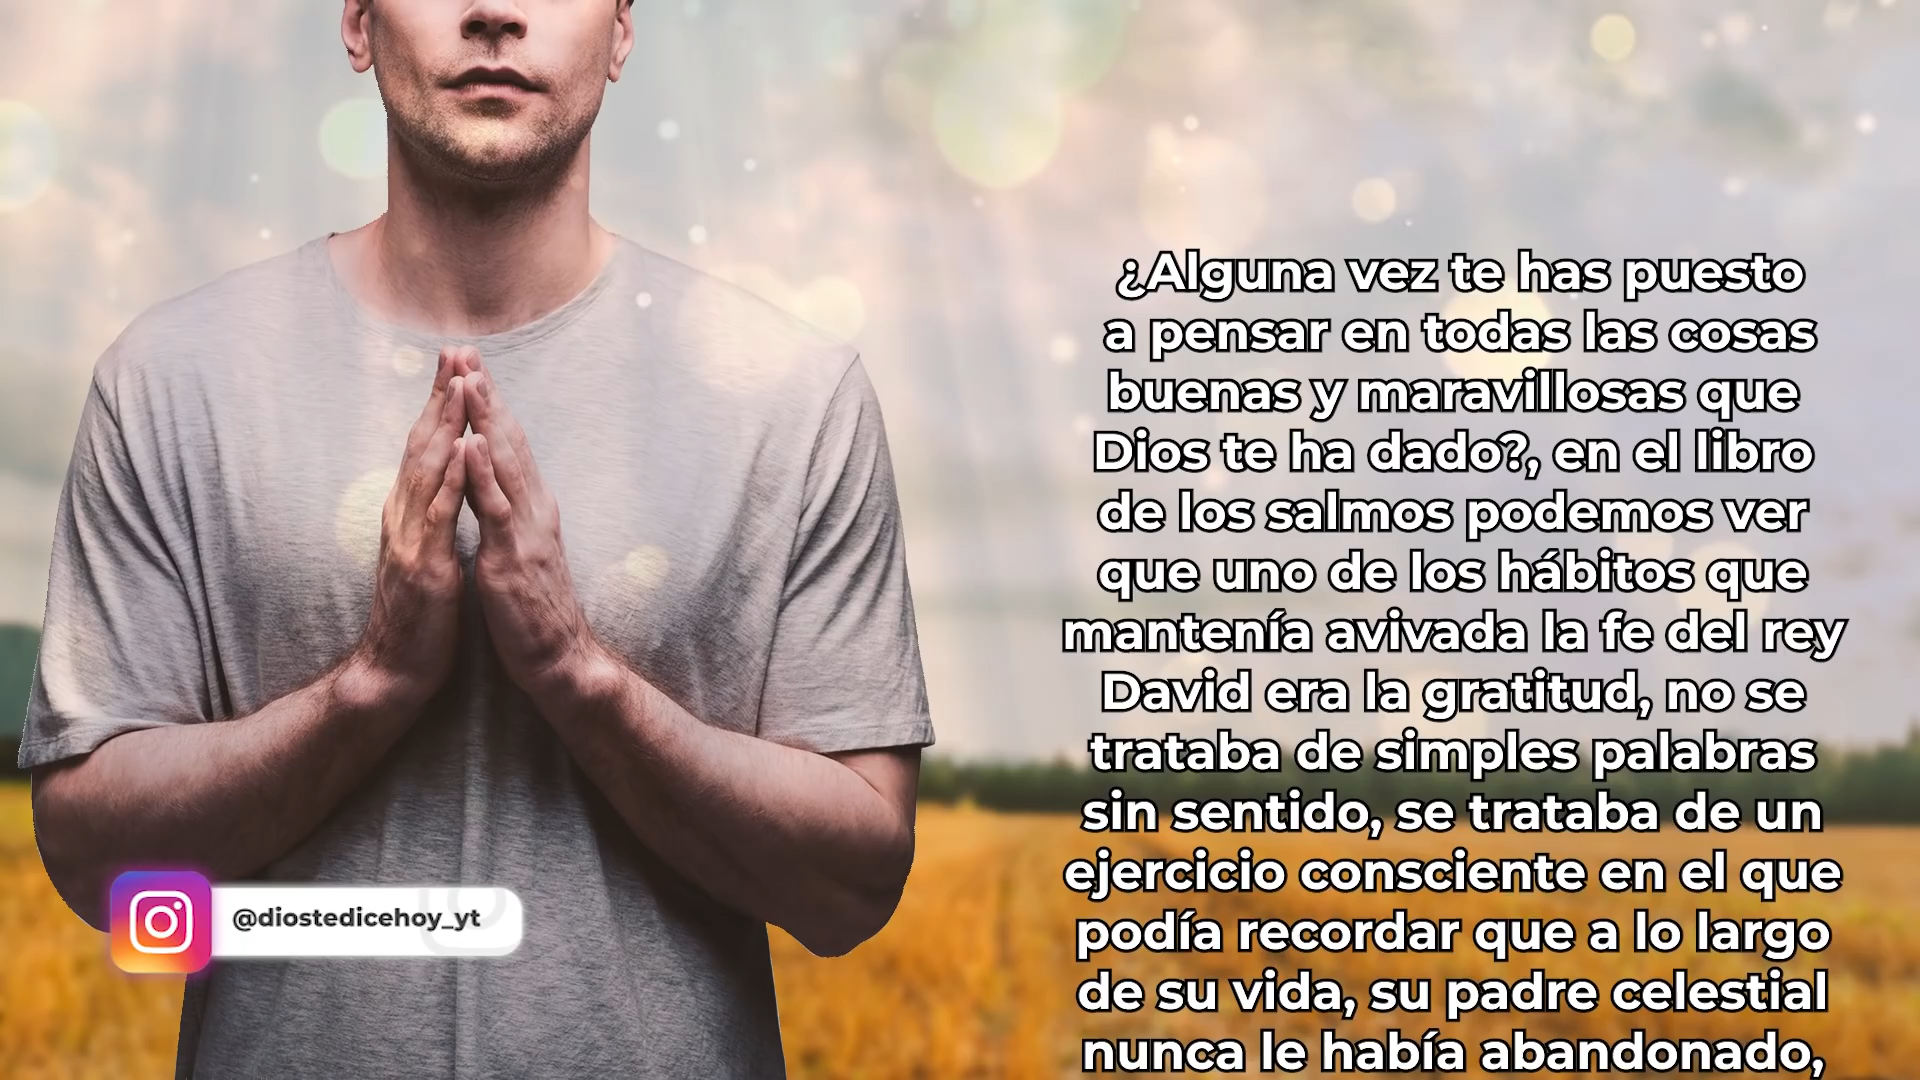 ¿Alguna vez te has puesto
a pensar en todas las cosas
buenas y maravillosas que
Dios te ha dado?, en el libro
de los salmos podemos ver
que uno de los hábitos que
mantenía avivada la fe del rey
David era la gratitud, no se
trataba de simples palabras
sin sentido, se trataba de un
ejercicio consciente en el que
podía recordar que a lo largo
de su vida, su padre celestial
nunca le había abandonado,
@diostedicehoy_yt